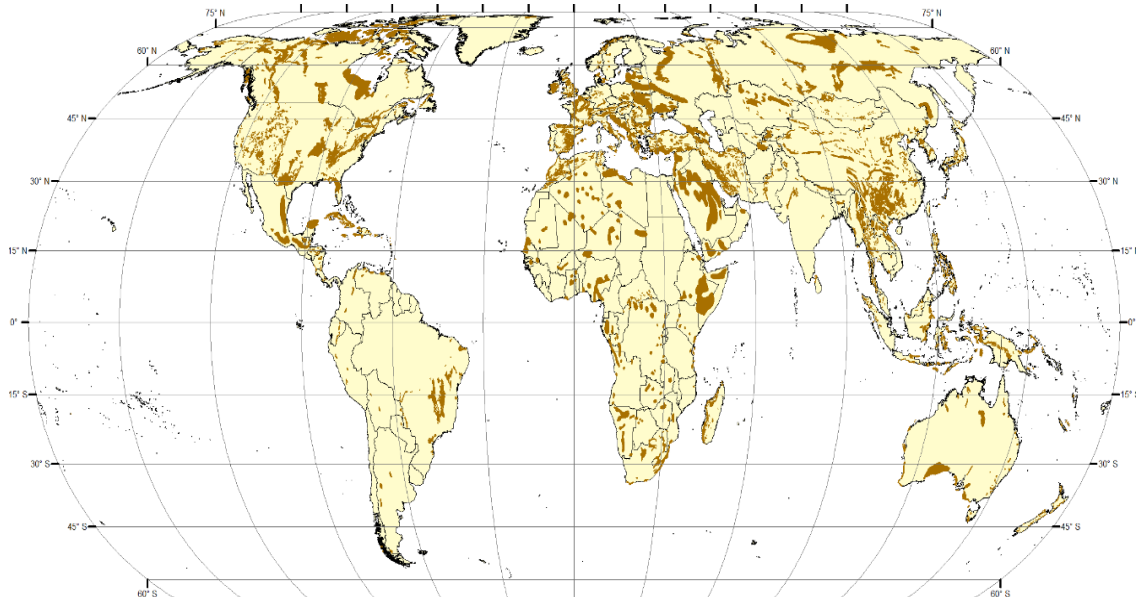 75° N 75° N
60° N 60° N
45° N 45° N
30° N 30° N
15° N 15° N
0° 0°
15° S 15° S
30° S 30° S
45° S 45° S
60° S 60° S